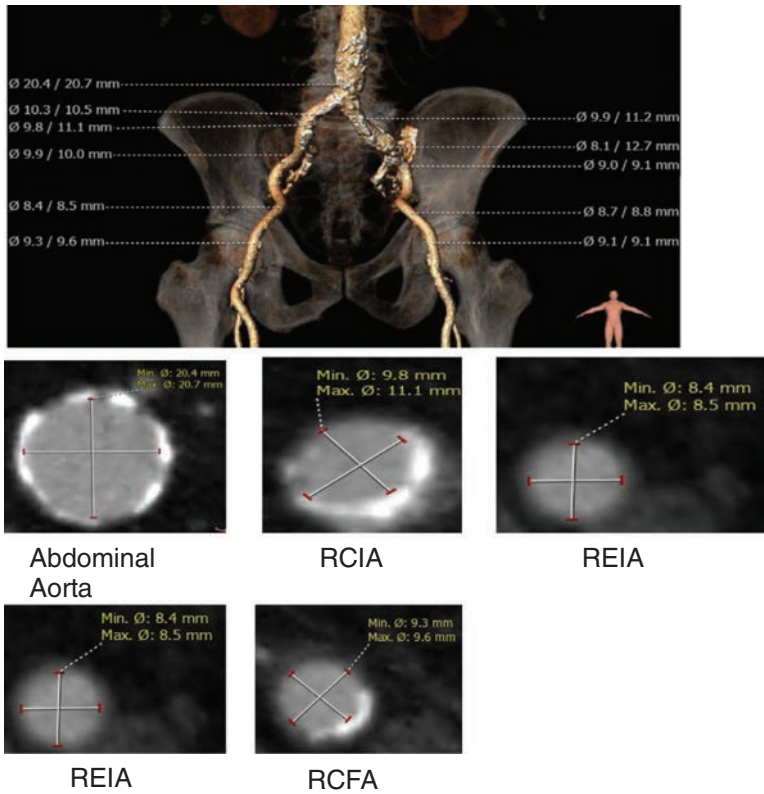 Ø 20.4 / 20.7 mm
Ø 10.3 / 10.5 mm
Ø 9.8 / 11.1 mm
Ø 9.9 / 10.0 mm
Ø 8.4 / 8.5 mm
Ø 9.3 / 9.6 mm
Ø 9.9 / 11.2 mm
Ø 8.1 / 12.7 mm
Ø 9.0 / 9.1 mm
Ø 8.7 / 8.8 mm
Ø 9.1 / 9.1 mm
Min. Ø: 20.4 mm
Max. Ø: 20.7 mm
Abdominal
Aorta
Min. Ø: 9.8 mm
Max. Ø: 11.1 mm
RCIA
Min. Ø: 8.4 mm
Max. Ø: 8.5 mm
REIA
Min. Ø: 8.4 mm
Max. Ø: 8.5 mm
REIA
Min. Ø: 9.3 mm
Max. Ø: 9.6 mm
RCFA